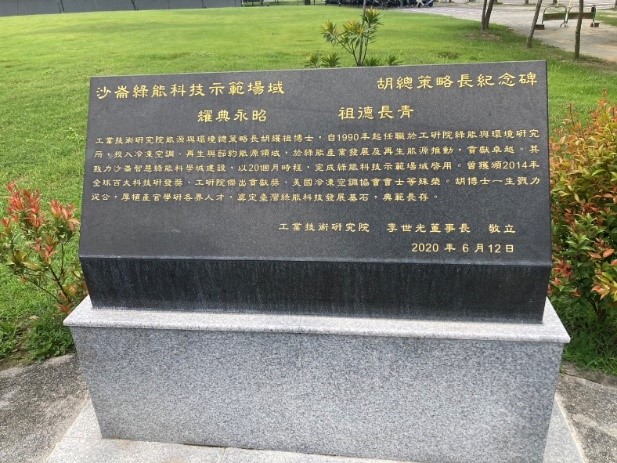 沙崙綠能科技示範場域 胡總策略長紀念碑
耀典永昭 祖德長青
工業技術研究院能源與環境總策略長胡耀祖博士，自1990年起任職於工研院綠能與環境研究
所，投入冷凍空調、再生與節約能源領域，於綠能產業發展及再生能源推動，貢獻卓越。其
致力沙崙智慧綠能科學城建設，以20個月時程，完成綠能科技示範場域啓用。曾獲頒2014年
全球百大科技研發獎、工研院傑出貢獻獎、美國冷凍空調協會會士等殊榮。胡博士一生戮力
從公，厚植產官學研各界人才，奠定臺灣綠能科技發展基石，典範長存。
工業技術研究院 李世光董事長 敬立
2020 年 6 月 12 日